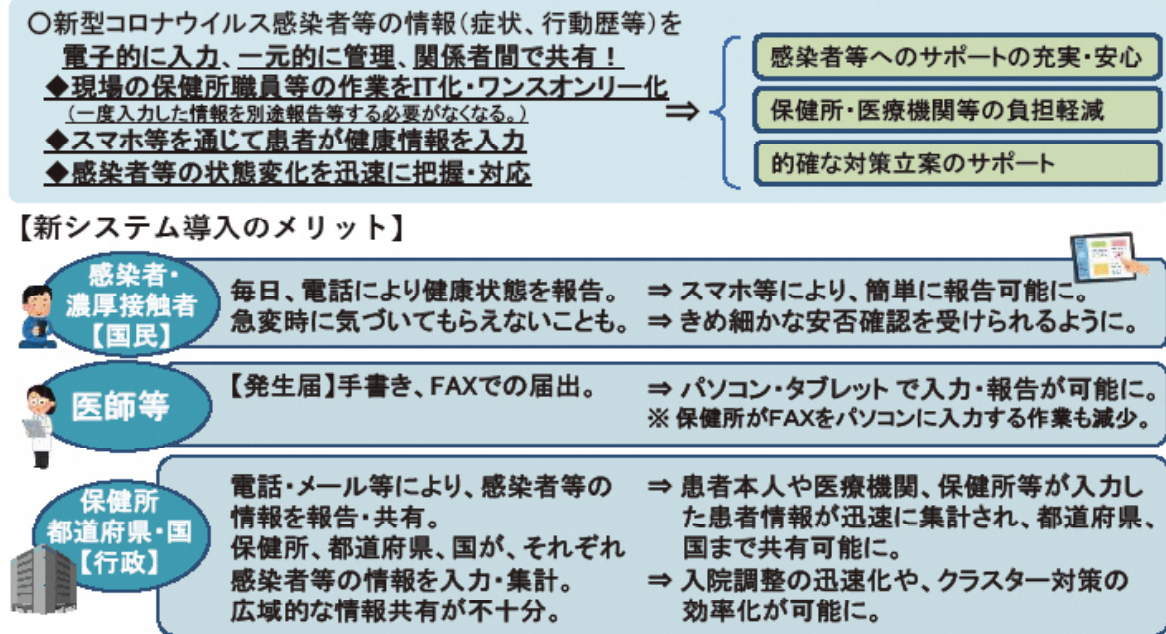 〇新型コロナウイルス感染者等の情報(症状、行動歴等)を
電子的に入力、一元的に管理、関係者間で共有！
◆現場の保健所職員等の作業をIT化・ワンスオンリー化
(一度入力した情報を別途報告等する必要がなくなる。)
◆スマホ等を通じて患者が健康情報を入力
◆感染者等の状態変化を迅速に把握・対応
⇒
感染者等へのサポートの充実・安心
保健所・医療機関等の負担軽減
的確な対策立案のサポート
【新システム導入のメリット】
感染者・
濃厚接触者
【国民】
毎日、電話により健康状態を報告。
急変時に気づいてもらえないことも。
⇒ スマホ等により、簡単に報告可能に。
⇒ きめ細かな安否確認を受けられるように。
医師等
【発生届】手書き、FAXでの届出。
⇒ パソコン・タブレット で入力・報告が可能に。
※ 保健所がFAXをパソコンに入力する作業も減少。
保健所
都道府県・国
【行政】
電話・メール等により、感染者等の
情報を報告・共有。
保健所、都道府県、国が、それぞれ
感染者等の情報を入力・集計。
広域的な情報共有が不十分。
⇒ 患者本人や医療機関、保健所等が入力し
た患者情報が迅速に集計され、都道府県、
国まで共有可能に。
⇒ 入院調整の迅速化や、クラスター対策の
効率化が可能に。